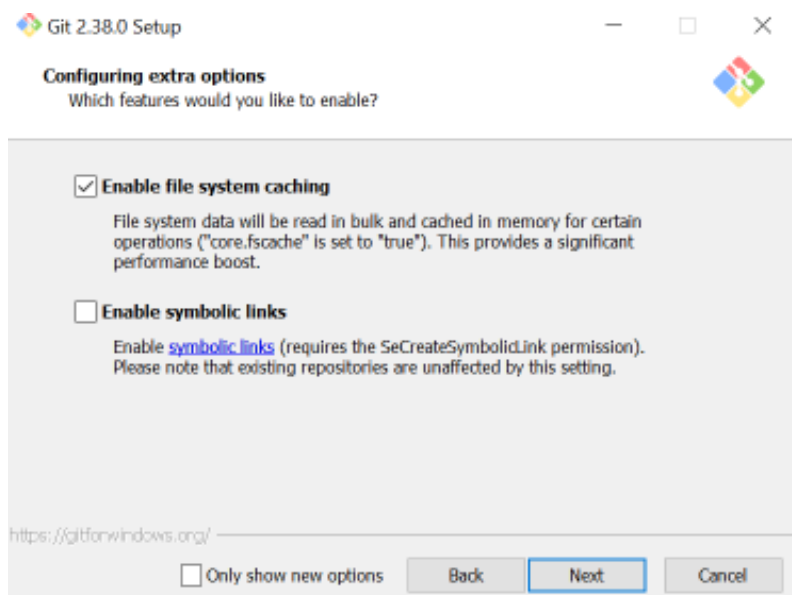 Git 2.38.0 Setup
Configuring extra options
Which features would you like to enable?
Enable file system caching
File system data will be read in bulk and cached in memory for certain
operations ("core.fscache" is set to "true"). This provides a significant
performance boost.
Enable symbolic links
Enable symbolic links (requires the SeCreateSymbolicLink permission).
Please note that existing repositories are unaffected by this setting.
https://gitforwindows.org/
Only show new options
Back
Next
Cancel